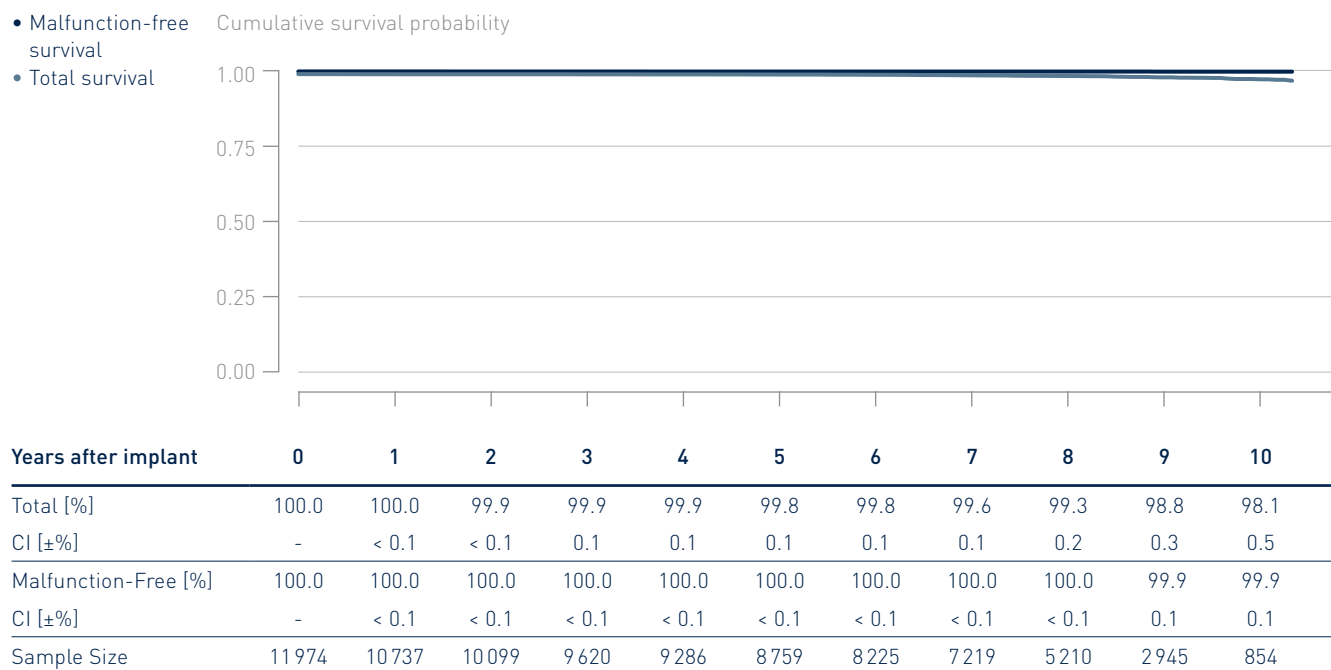 • Malfunction-free survival
• Total survival
Cumulative survival probability
1.00
0.75
0.50
0.25
0.00
Years after implant 0 1 2 3 4 5 6 7 8 9 10
Total [%] 100.0 100.0 99.9 99.9 99.9 99.8 99.8 99.6 99.3 98.8 98.1
CI [±%] - < 0.1 < 0.1 0.1 0.1 0.1 0.1 0.1 0.2 0.3 0.5
Malfunction-Free [%] 100.0 100.0 100.0 100.0 100.0 100.0 100.0 100.0 100.0 99.9 99.9
CI [±%] - < 0.1 < 0.1 < 0.1 < 0.1 < 0.1 < 0.1 < 0.1 < 0.1 0.1 0.1
Sample Size 11 974 10 737 10 099 9 620 9 286 8 759 8 225 7 219 5 210 2 945 854